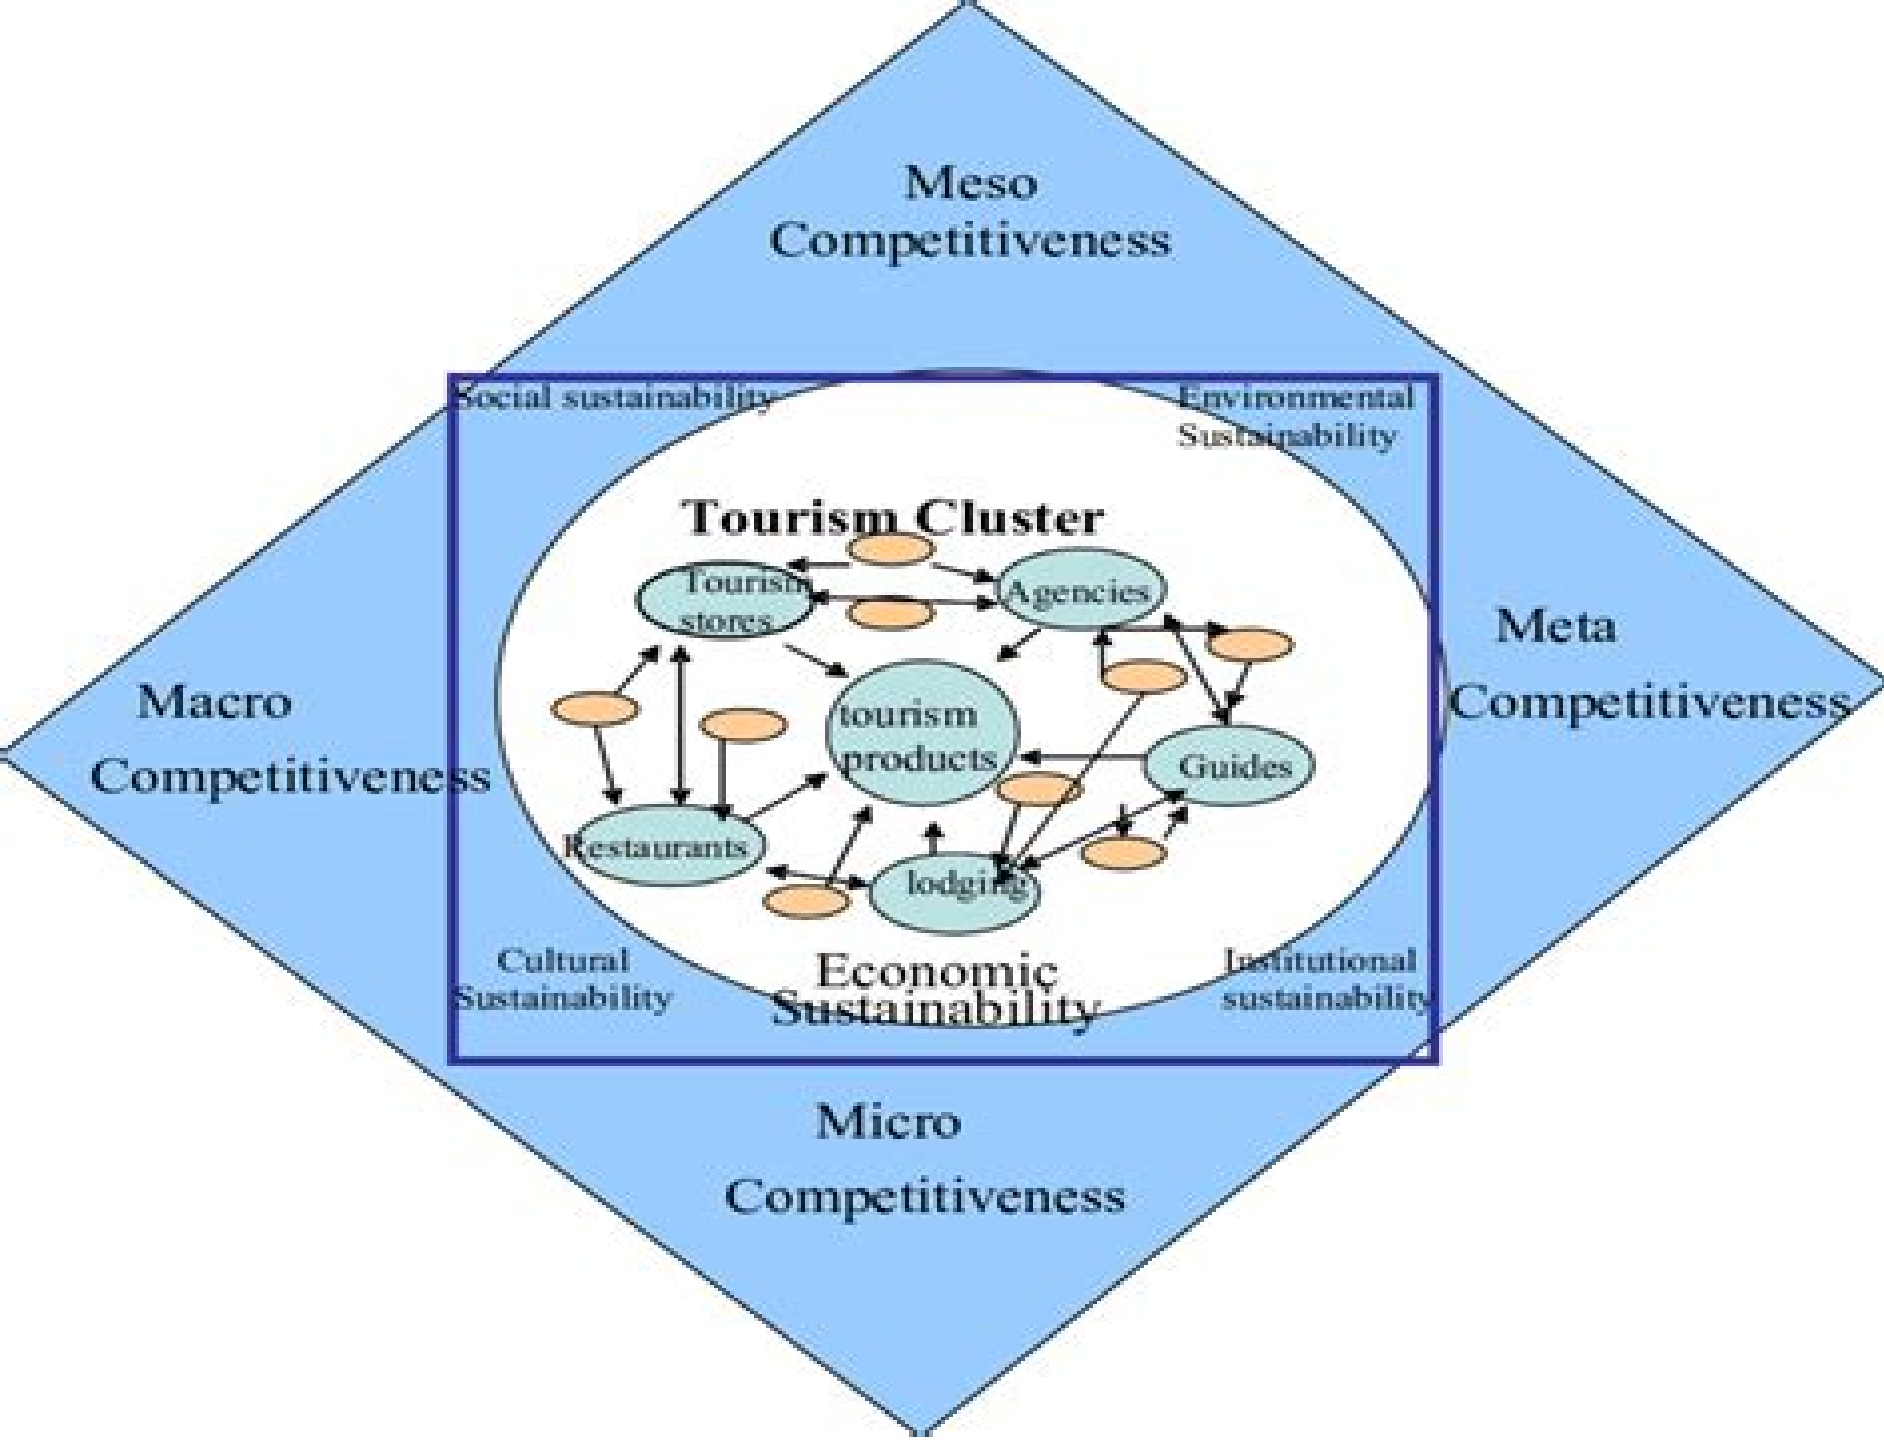 Meso
Competitiveness
Social sustainability
Environmental
Sustainability
Tourism Cluster
Tourism
stores
Agencies
Meta
Competitiveness
Macro
Competitiveness
tourism
products
Guides
Restaurants
lodging
Cultural
Sustainability
Economic
Sustainability
Institutional
sustainability
Micro
Competitiveness